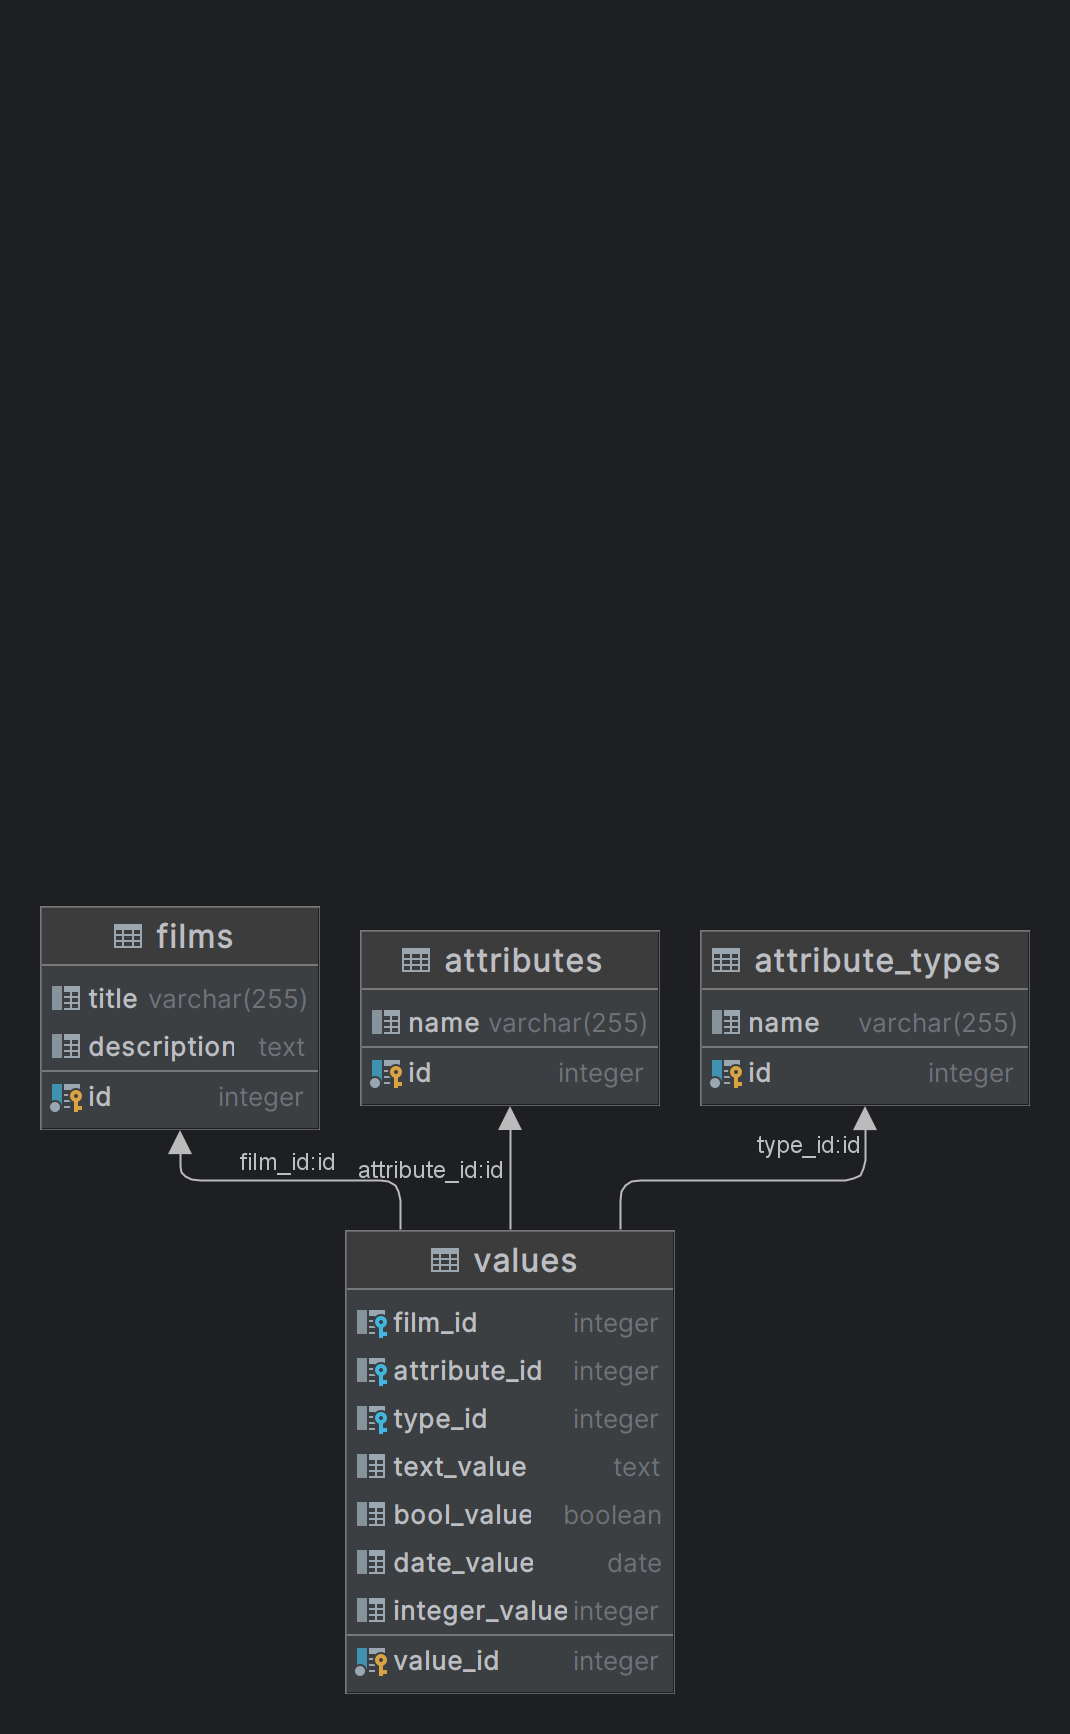 films
title varchar(255)
description text
id integer
attributes
name varchar(255)
id integer
attribute_types
name varchar(255)
id integer
film_id:id
attribute_id:id
type_id:id
values
film_id integer
attribute_id integer
type_id integer
text_value text
bool_value boolean
date_value date
integer_value integer
value_id integer